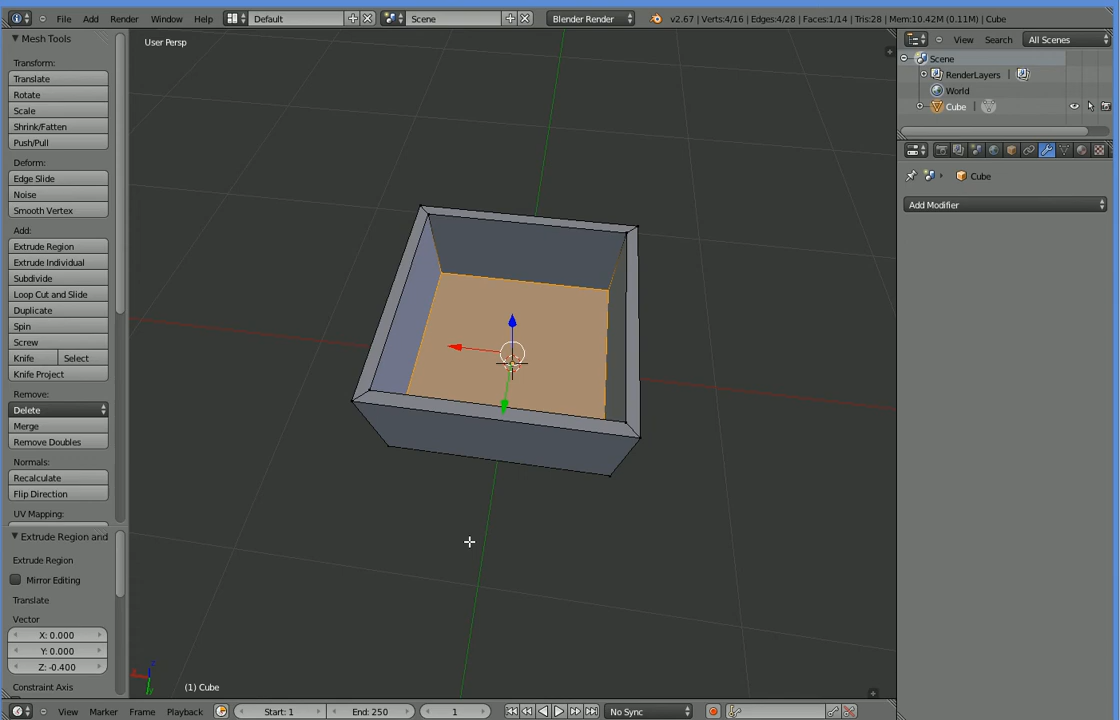 File Add Render Window Help Default Scene Blender Render v2.67 | Verts:4/16 | Edges:4/28 | Faces:1/14 | Tris:28 | Mem:10.42M (0.11M) | Cube
Mesh Tools
Transform:
Translate
Rotate
Scale
Shrink/Fatten
Push/Pull
Deform:
Edge Slide
Noise
Smooth Vertex
Add:
Extrude Region
Extrude Individual
Subdivide
Loop Cut and Slide
Duplicate
Spin
Screw
Knife Select
Knife Project
Remove:
Delete
Merge
Remove Doubles
Normals:
Recalculate
Flip Direction
UV Mapping:
Extrude Region and
Extrude Region
Mirror Editing
Translate
Vector
X: 0.000
Y: 0.000
Z: -0.400
Constraint Axis
User Persp
(1) Cube
View Search All Scenes
Scene
RenderLayers
World
Cube
Cube
Add Modifier
View Marker Frame Playback Start: 1 End: 250 1 No Sync